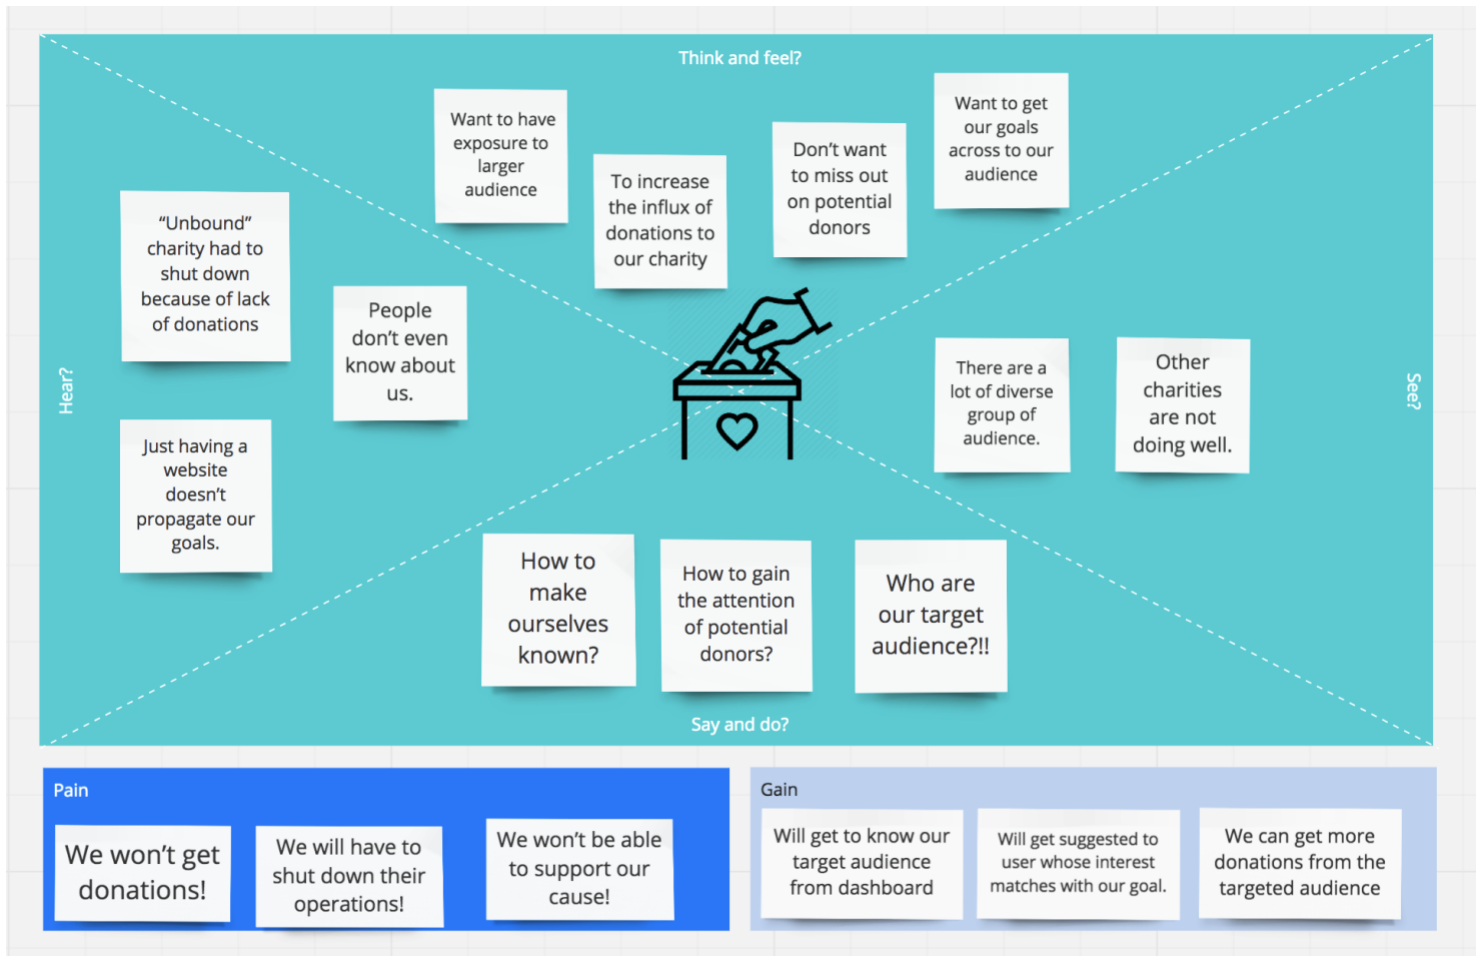 Think and feel?
Want to have
exposure to
larger
audience
To increase
the influx of
donations to
our charity
Don't want
to miss out
on potential
donors
Want to get
our goals
across to our
audience
Hear?
“Unbound”
charity had to
shut down
because of lack
of donations
People
don't even
know about
us.
Just having a
website
doesn't
propagate our
goals.
See?
There are a
lot of diverse
group of
audience.
Other
charities
are not
doing well.
How to
make
ourselves
known?
How to gain
the attention
of potential
donors?
Who are
our target
audience?!!
Say and do?
Pain
We won't get
donations!
We will have to
shut down their
operations!
We won't be able
to support our
cause!
Gain
Will get to know our
target audience
from dashboard
Will get suggested to
user whose interest
matches with our goal.
We can get more
donations from the
targeted audience